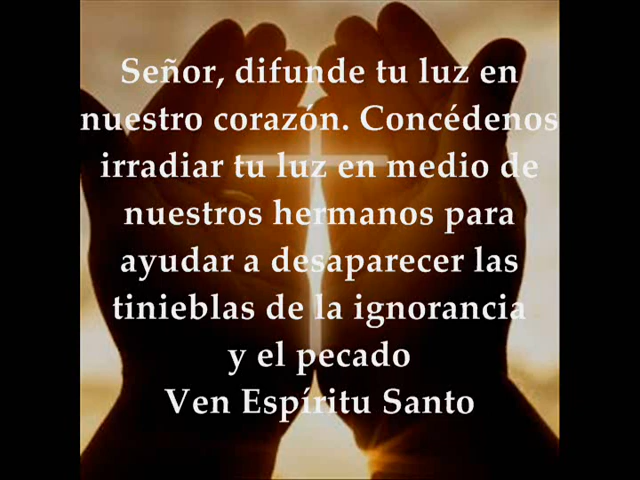 Señor, difunde tu luz en
nuestro corazón. Concédenos
irradiar tu luz en medio de
nuestros hermanos para
ayudar a desaparecer las
tinieblas de la ignorancia
y el pecado
Ven Espíritu Santo